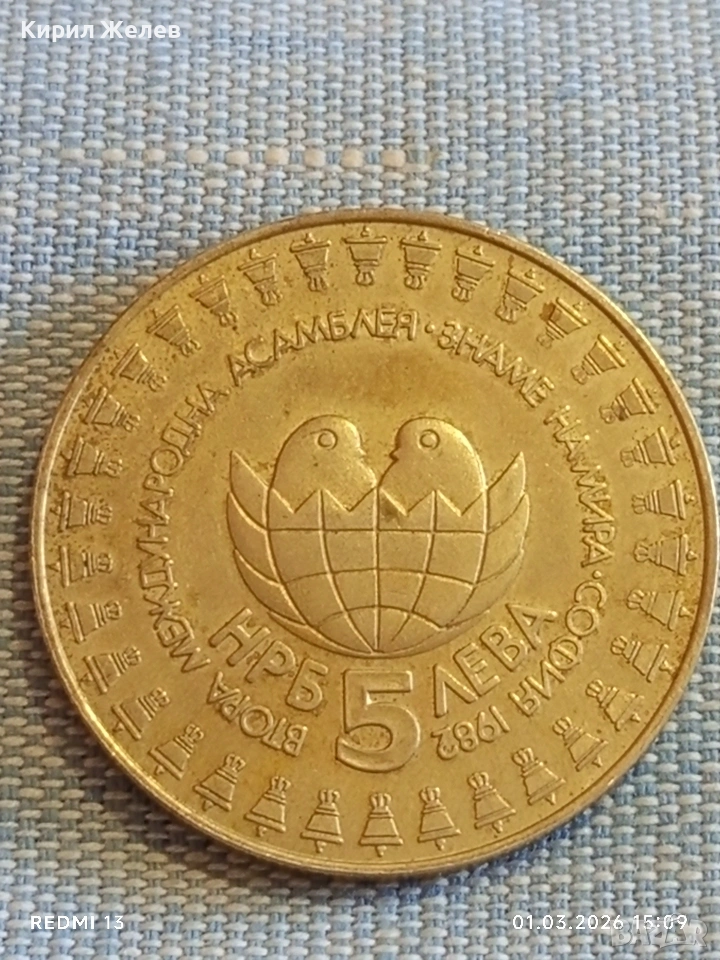 Кирил Желев
ВТОРА МЕЖДУНАРОДНА АСАМБЛЕЯ · ЗНАМЕ НА МИРА · СОФИЯ 1982
НРБ 5 ЛЕВА
REDMI 13
01.03.2026 15:09
BAZAR